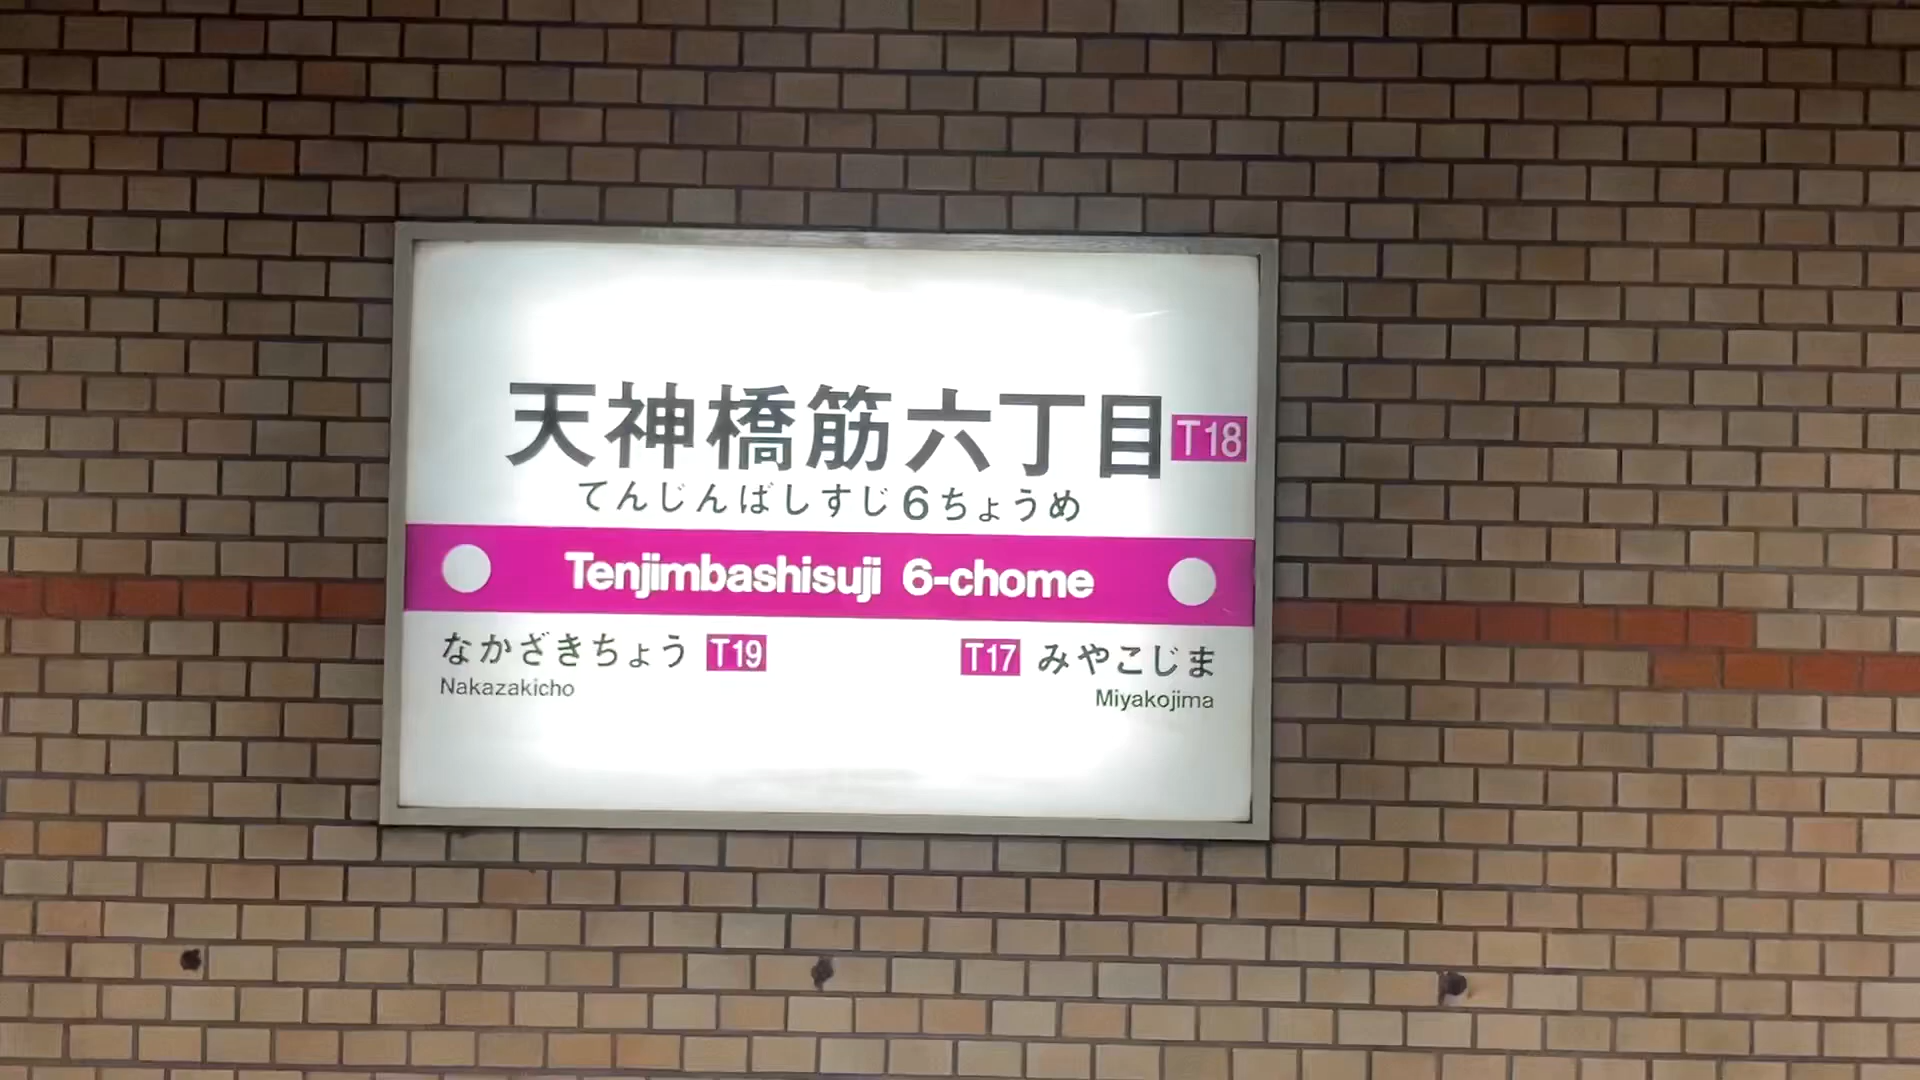 天神橋筋六丁目 T18
てんじんばしすじ6ちょうめ
Tenjimbashisuji 6-chome
なかざきちょう T19
Nakazakicho
T17 みやこじま
Miyakojima